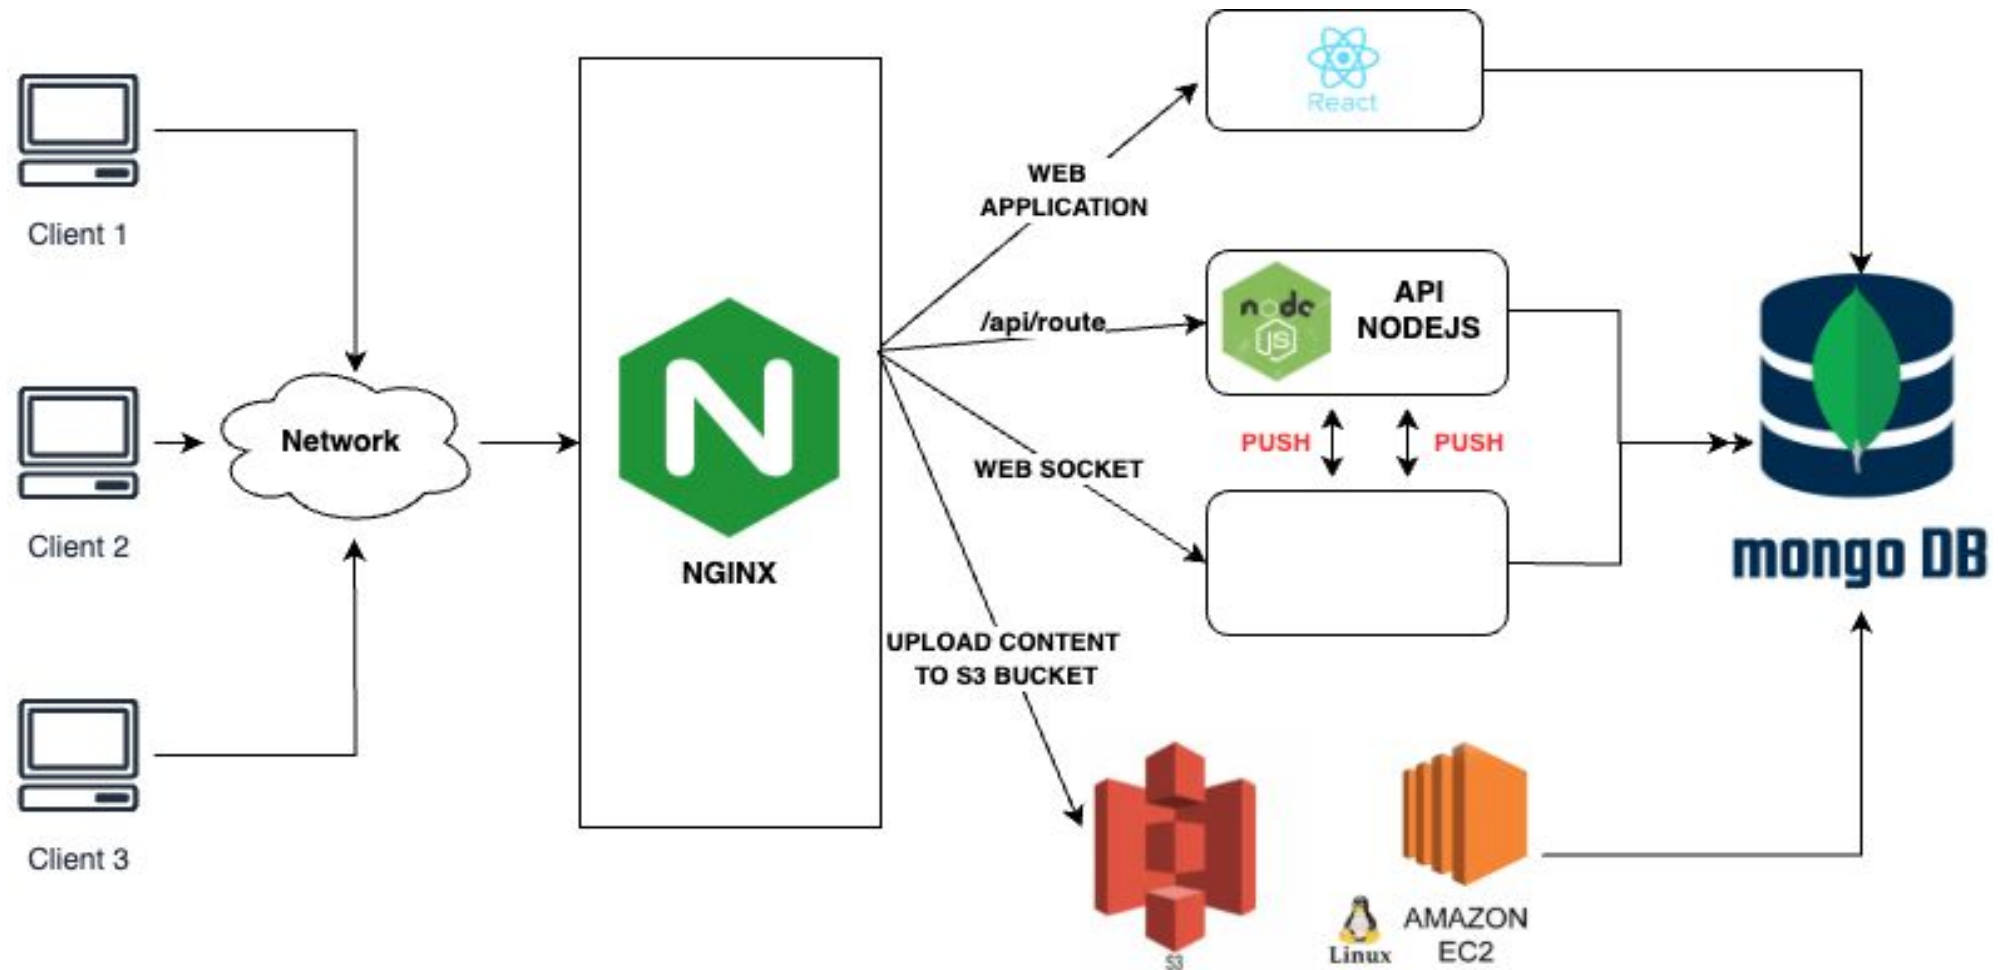 Client 1
Client 2
Client 3
Network
NGINX
WEB
APPLICATION
/api/route
WEB SOCKET
UPLOAD CONTENT
TO S3 BUCKET
React
node
JS
API
NODEJS
PUSH
PUSH
mongo DB
S3
Linux
AMAZON
EC2